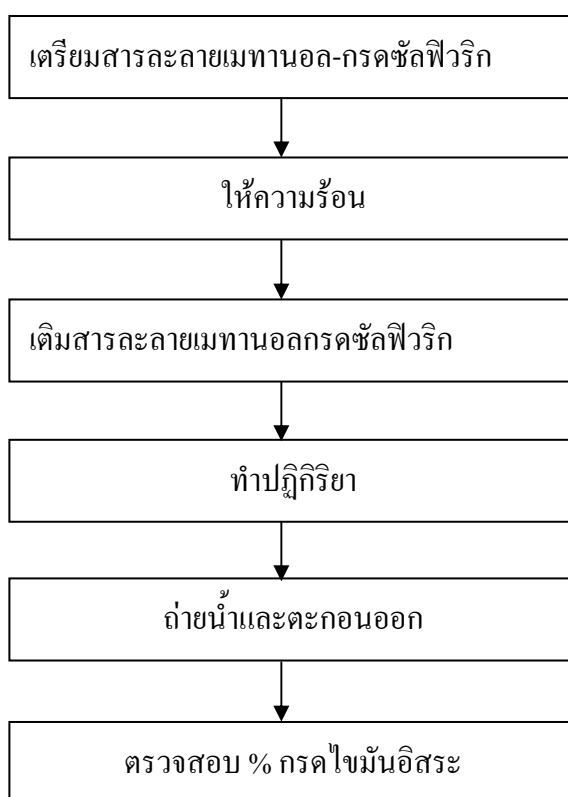 เตรียมสารละลายเมทานอล-กรดซัลฟิวริก
ให้ความร้อน
เติมสารละลายเมทานอลกรดซัลฟิวริก
ทำปฏิกิริยา
ถ่ายน้ำและตะกอนออก
ตรวจสอบ % กรดไขมันอิสระ